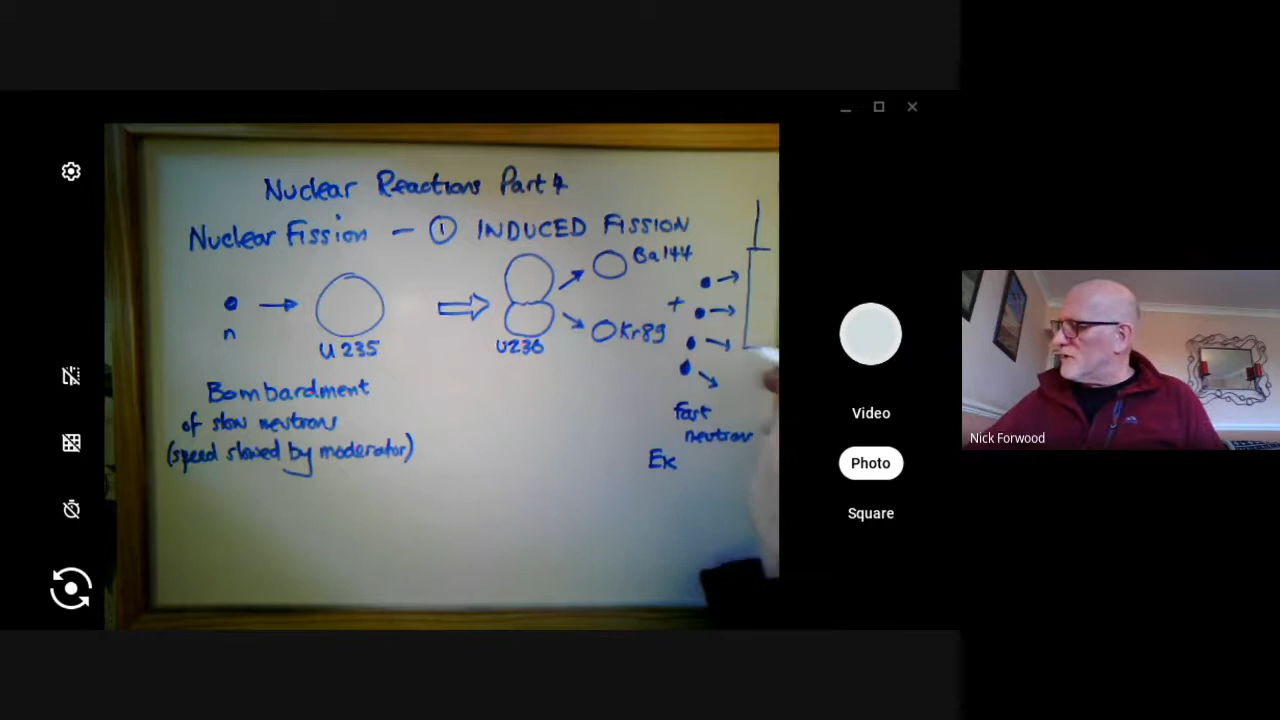 Nuclear Reactions Part 4
Nuclear Fission — ① INDUCED FISSION
Ba144
+
n
U235
U236
Kr89
Bombardment
of slow neutrons
(speed slowed by moderator)
fast
neutrons
Ek
Video
Photo
Square
Nick Forwood